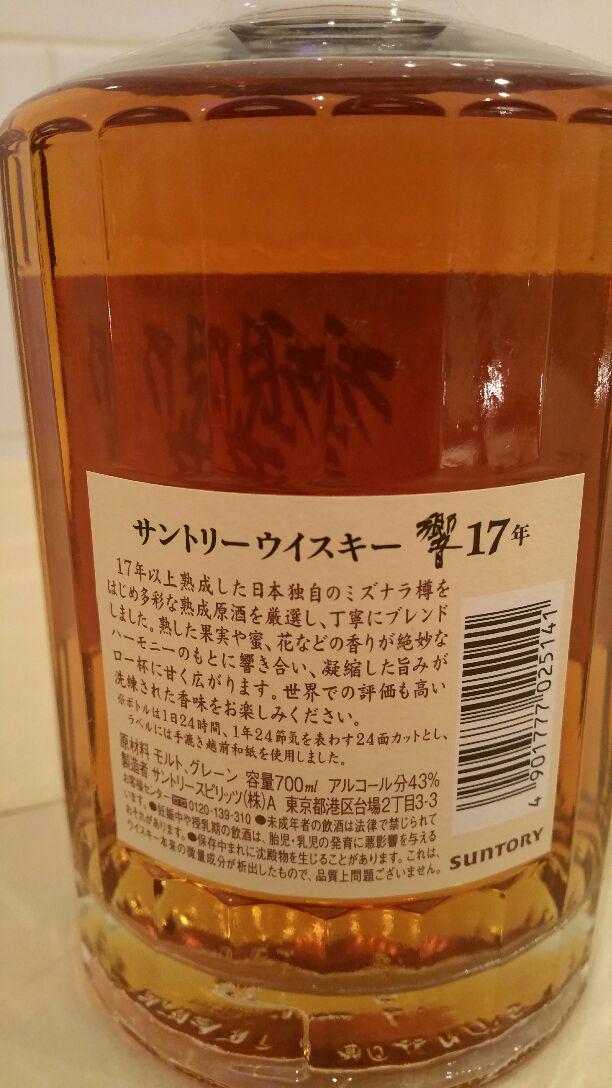 サントリーウイスキー 響 17年
17年以上熟成した日本独自のミズナラ樽を
はじめ多彩な熟成原酒を厳選し、丁寧にブレンド
しました。熟した果実や蜜、花などの香りが絶妙な
ハーモニーのもとに響き合い、凝縮した旨みが
口一杯に甘く広がります。世界での評価も高い
洗練された香味をお楽しみください。
※ボトルは1日24時間、1年24節気を表わす24面カットとし、
ラベルには手漉き越前和紙を使用しました。
原材料 モルト、グレーン 容量700ml アルコール分43%
製造者 サントリースピリッツ(株)A 東京都港区台場2丁目3-3
お客様センター 0120-139-310 ●未成年者の飲酒は法律で禁じられて
います。●妊娠中や授乳期の飲酒は、胎児・乳児の発育に悪影響を与える
おそれがあります。●保存中まれに沈殿物を生じることがあります。これは、
ウイスキー本来の微量成分が析出したもので、品質上問題ございません。
SUNTORY
4 901777 025141